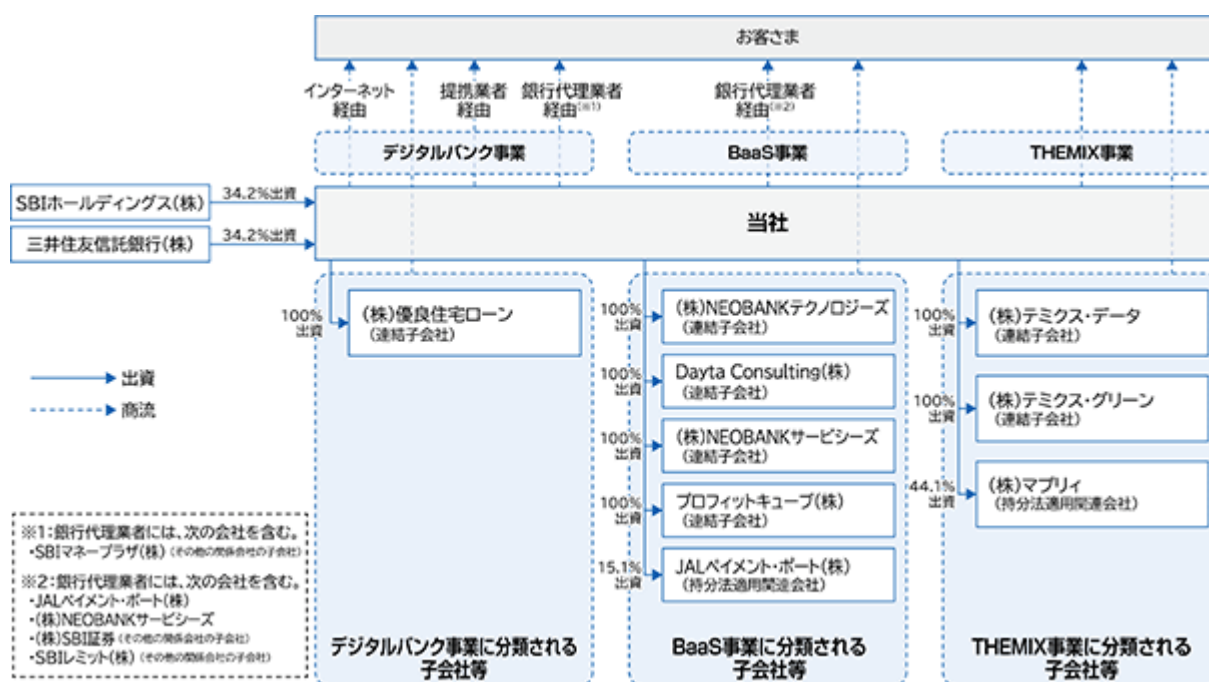 お客さま
インターネット
経由
提携業者
経由
銀行代理業者
経由(※1)
銀行代理業者
経由(※2)
デジタルバンク事業
BaaS事業
THEMIX事業
SBIホールディングス(株)
34.2%出資
三井住友信託銀行(株)
34.2%出資
当社
100%
出資
(株)優良住宅ローン
(連結子会社)
100%
出資
(株)NEOBANKテクノロジーズ
(連結子会社)
100%
出資
Dayta Consulting(株)
(連結子会社)
100%
出資
(株)NEOBANKサービシーズ
(連結子会社)
100%
出資
プロフィットキューブ(株)
(連結子会社)
15.1%
出資
JALペイメント・ポート(株)
(持分法適用関連会社)
100%
出資
(株)テミクス・データ
(連結子会社)
100%
出資
(株)テミクス・グリーン
(連結子会社)
44.1%
出資
(株)マプリィ
(持分法適用関連会社)
出資
商流
※1:銀行代理業者には、次の会社を含む。
・SBIマネープラザ(株)(その他の関係会社の子会社)
※2:銀行代理業者には、次の会社を含む。
・JALペイメント・ポート(株)
・(株)NEOBANKサービシーズ
・(株)SBI証券(その他の関係会社の子会社)
・SBIレミット(株)(その他の関係会社の子会社)
デジタルバンク事業に分類される
子会社等
BaaS事業に分類される
子会社等
THEMIX事業に分類される
子会社等